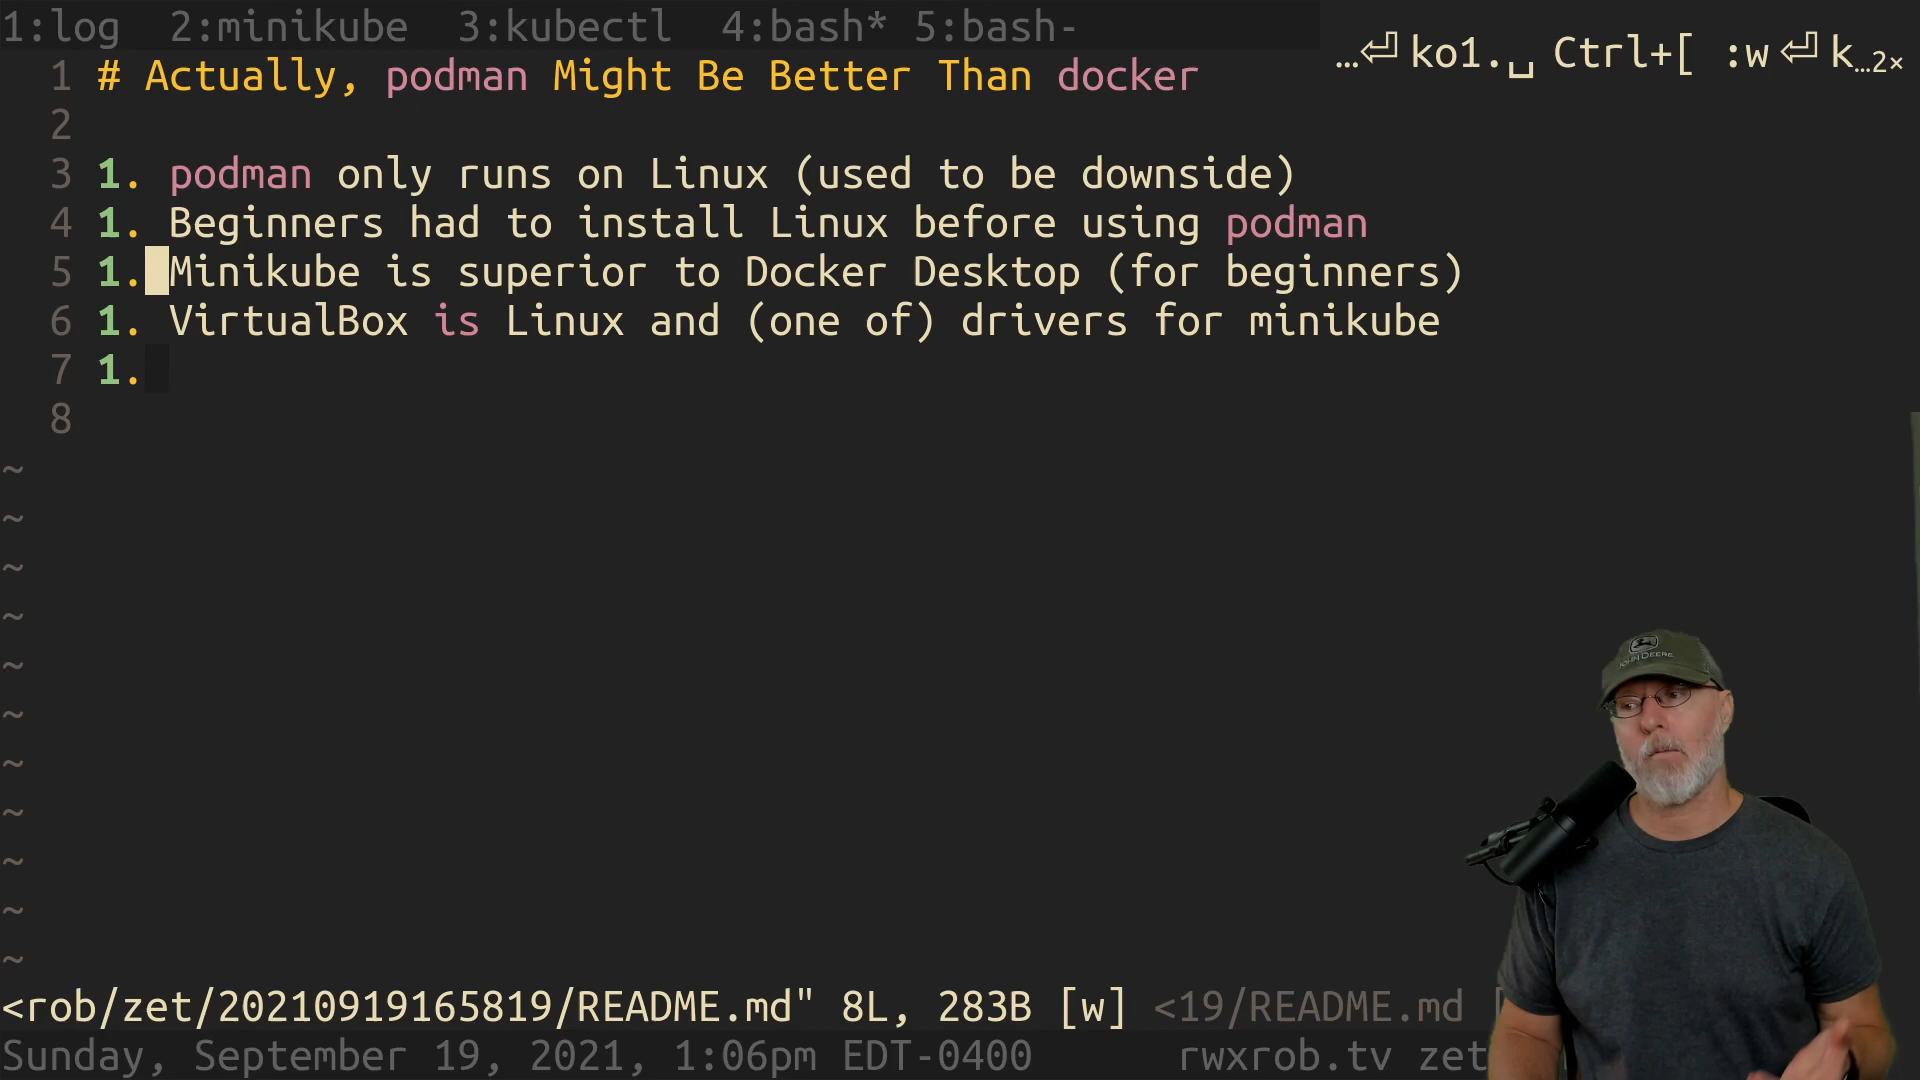 1:log 2:minikube 3:kubectl 4:bash* 5:bash-
…⏎ ko1.␣ Ctrl+[ :w⏎ k…2×
1 # Actually, podman Might Be Better Than docker
2
3 1. podman only runs on Linux (used to be downside)
4 1. Beginners had to install Linux before using podman
5 1. Minikube is superior to Docker Desktop (for beginners)
6 1. VirtualBox is Linux and (one of) drivers for minikube
7 1.
8
~
~
~
~
~
~
~
~
~
~
~
JOHN DEERE
<rob/zet/20210919165819/README.md" 8L, 283B [w] <19/README.md [
Sunday, September 19, 2021, 1:06pm EDT-0400 rwxrob.tv zet